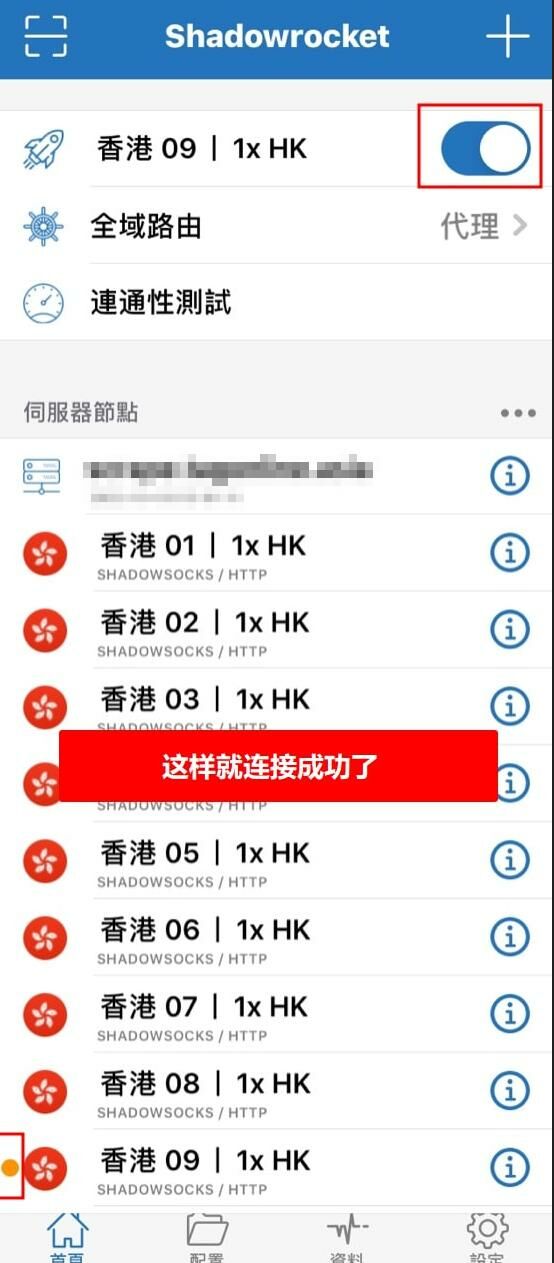 Shadowrocket
香港 09 | 1x HK
全域路由
代理
連通性測試
伺服器節點
香港 01 | 1x HK
SHADOWSOCKS / HTTP
香港 02 | 1x HK
SHADOWSOCKS / HTTP
香港 03 | 1x HK
SHADOWSOCKS / HTTP
这样就连接成功了
SHADOWSOCKS / HTTP
香港 05 | 1x HK
SHADOWSOCKS / HTTP
香港 06 | 1x HK
SHADOWSOCKS / HTTP
香港 07 | 1x HK
SHADOWSOCKS / HTTP
香港 08 | 1x HK
SHADOWSOCKS / HTTP
香港 09 | 1x HK
SHADOWSOCKS / HTTP
首頁
配置
資料
設定